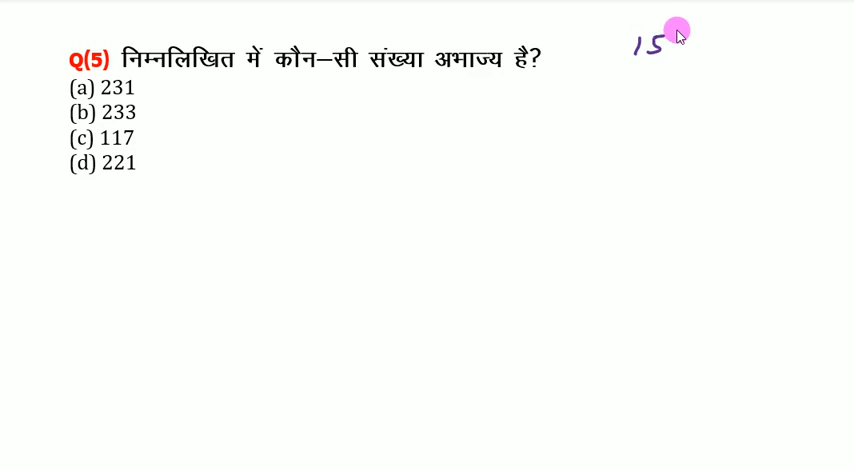 Q(5) निम्नलिखित में कौन–सी संख्या अभाज्य है?
15
(a) 231
(b) 233
(c) 117
(d) 221